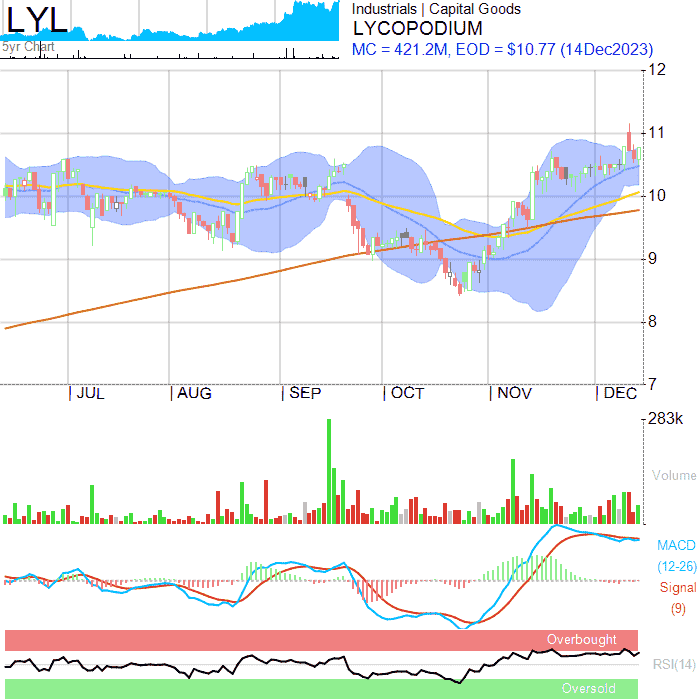 LYL
5yr Chart
Industrials | Capital Goods
LYCOPODIUM
MC = 421.2M, EOD = $10.77 (14Dec2023)
12
11
10
9
8
7
| JUL | AUG | SEP | OCT | NOV | DEC
283k
Volume
MACD
(12-26)
Signal
(9)
Overbought
RSI(14)
Oversold